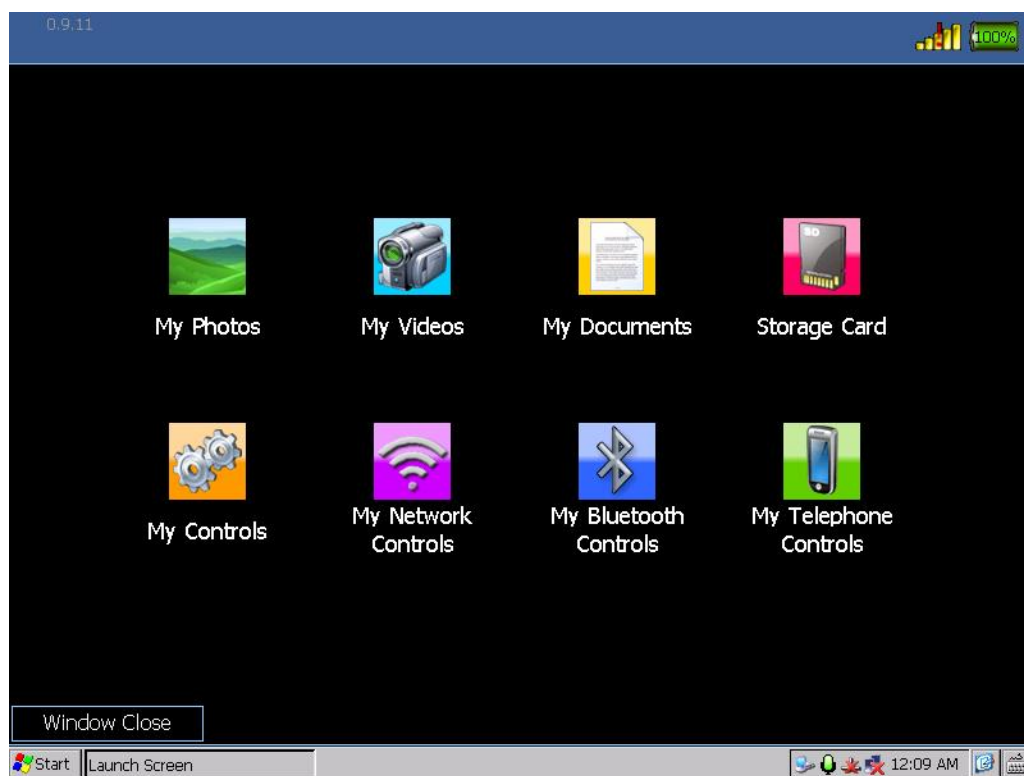 0.9.11
100%
SD
My Photos
My Videos
My Documents
Storage Card
My Controls
My Network
Controls
My Bluetooth
Controls
My Telephone
Controls
Window Close
Start
Launch Screen
12:09 AM